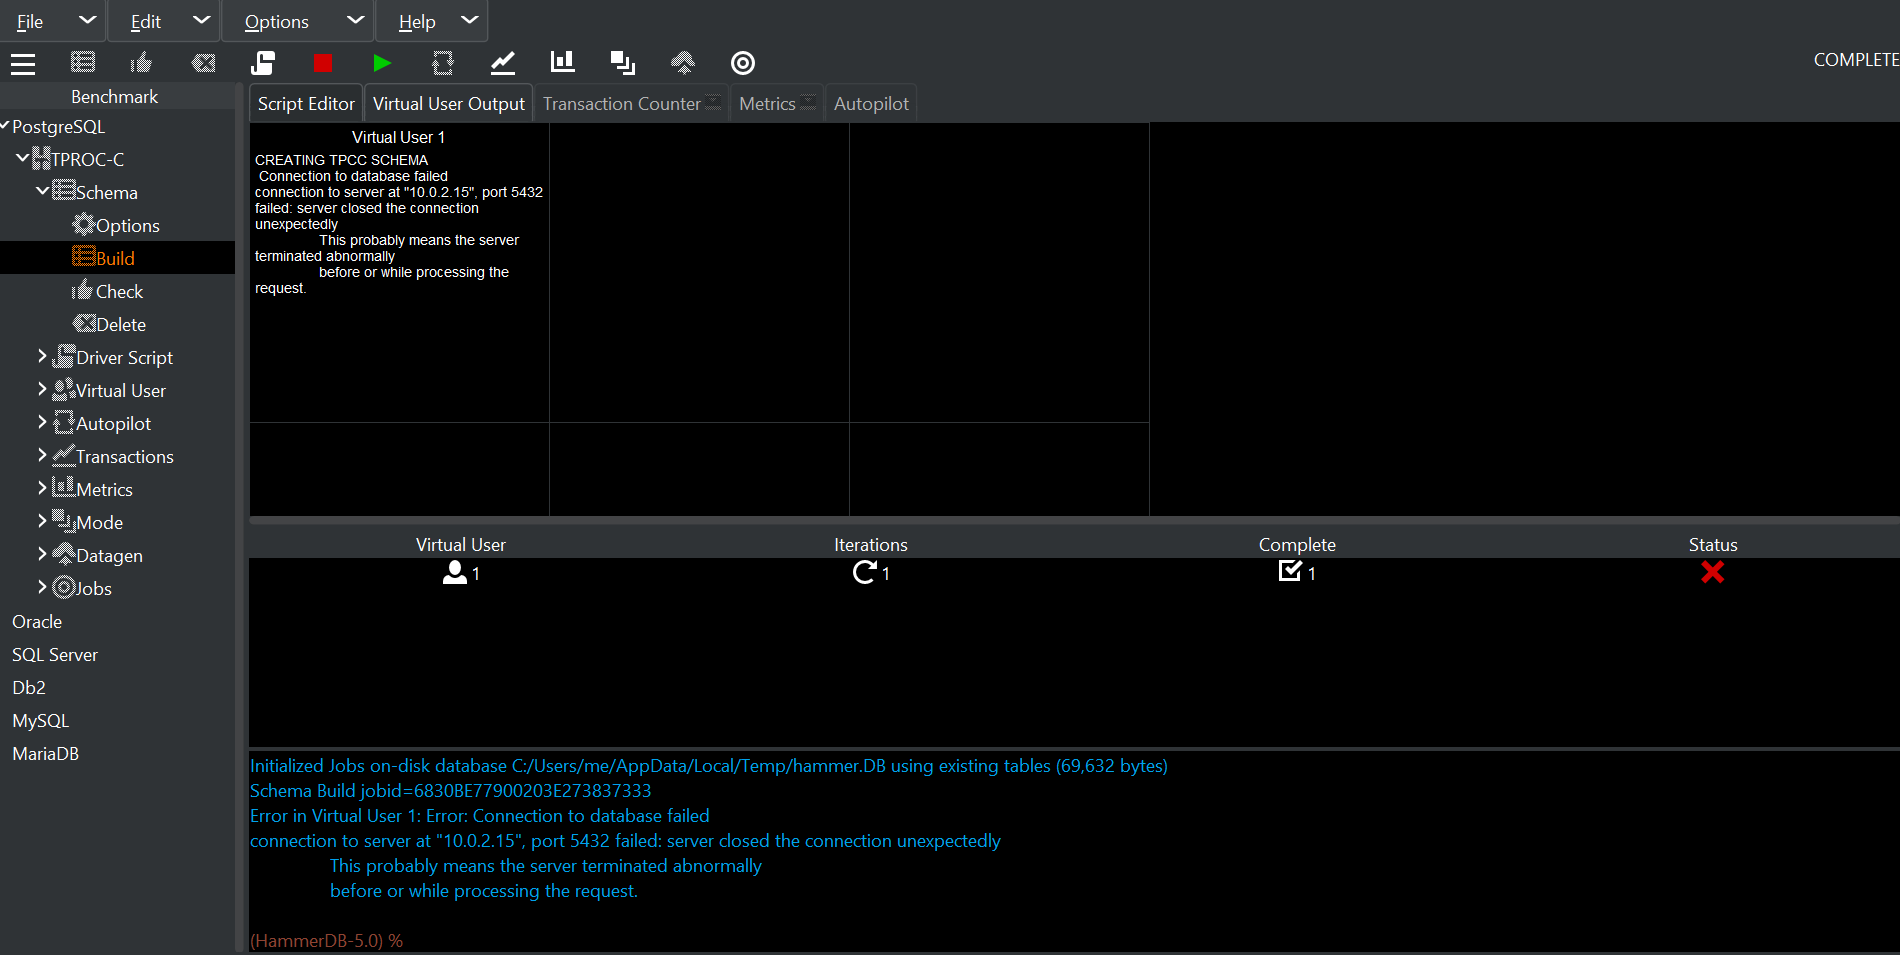 File
Edit
Options
Help
COMPLETE
Benchmark
PostgreSQL
TPROC-C
Schema
Options
Build
Check
Delete
Driver Script
Virtual User
Autopilot
Transactions
Metrics
Mode
Datagen
Jobs
Oracle
SQL Server
Db2
MySQL
MariaDB
Script Editor
Virtual User Output
Transaction Counter
Metrics
Autopilot
Virtual User 1
CREATING TPCC SCHEMA
Connection to database failed
connection to server at "10.0.2.15", port 5432
failed: server closed the connection
unexpectedly
This probably means the server
terminated abnormally
before or while processing the
request.
Virtual User Iterations Complete Status
1 1 1
Initialized Jobs on-disk database C:/Users/me/AppData/Local/Temp/hammer.DB using existing tables (69,632 bytes)
Schema Build jobid=6830BE77900203E273837333
Error in Virtual User 1: Error: Connection to database failed
connection to server at "10.0.2.15", port 5432 failed: server closed the connection unexpectedly
This probably means the server terminated abnormally
before or while processing the request.
(HammerDB-5.0) %